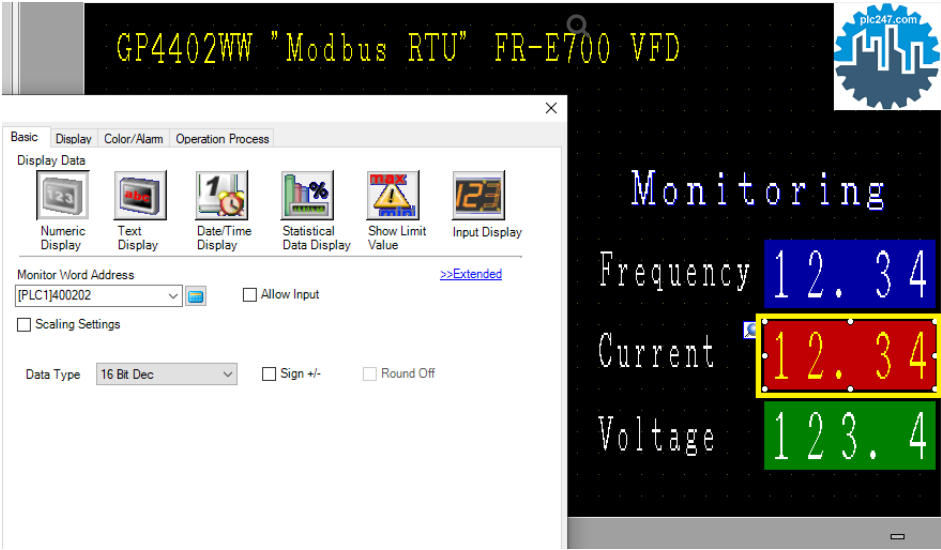 plc247.com
GP4402WW "Modbus RTU" FR-E700 VFD
Basic Display Color/Alarm Operation Process
Display Data
Numeric Display
Text Display
Date/Time Display
Statistical Data Display
Show Limit Value
Input Display
Monitor Word Address
>>Extended
[PLC1]400202
Allow Input
Scaling Settings
Data Type 16 Bit Dec Sign +/- Round Off
Monitoring
Frequency 12.34
Current 12.34
Voltage 123.4